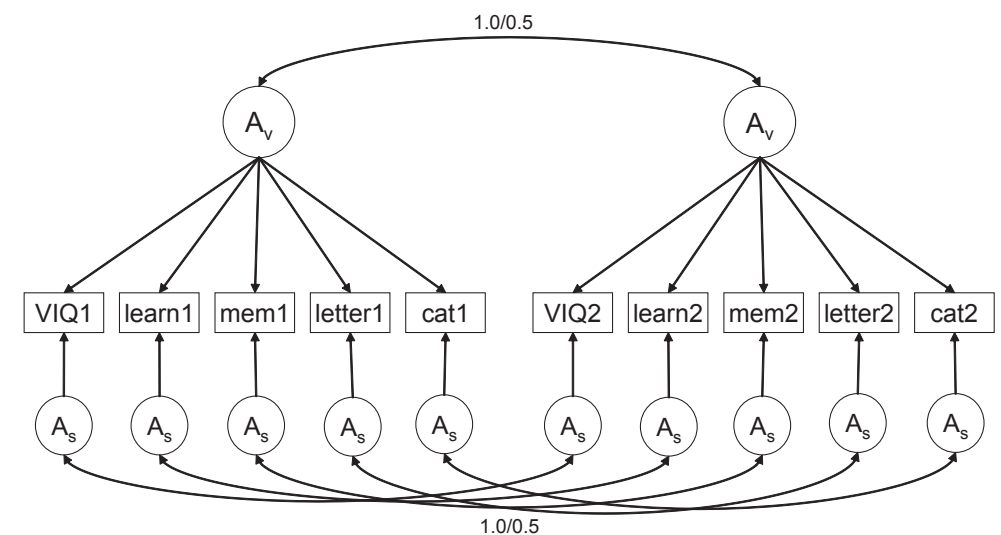 1.0/0.5
Av Av
VIQ1 learn1 mem1 letter1 cat1 VIQ2 learn2 mem2 letter2 cat2
As As As As As As As As As As
1.0/0.5